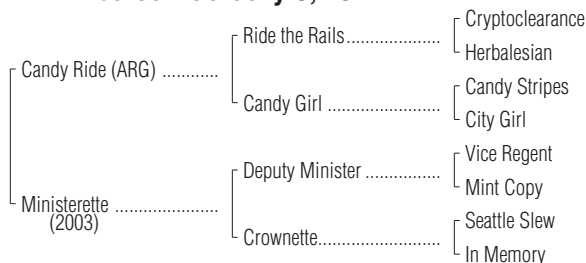 Ride the Rails....................
Cryptoclearance
Herbalesian
Candy Ride (ARG) ............
Candy Girl ...........................
Candy Stripes
City Girl
Deputy Minister ................
Vice Regent
Mint Copy
Ministerette ......................
(2003)
Crownette.............................
Seattle Slew
In Memory